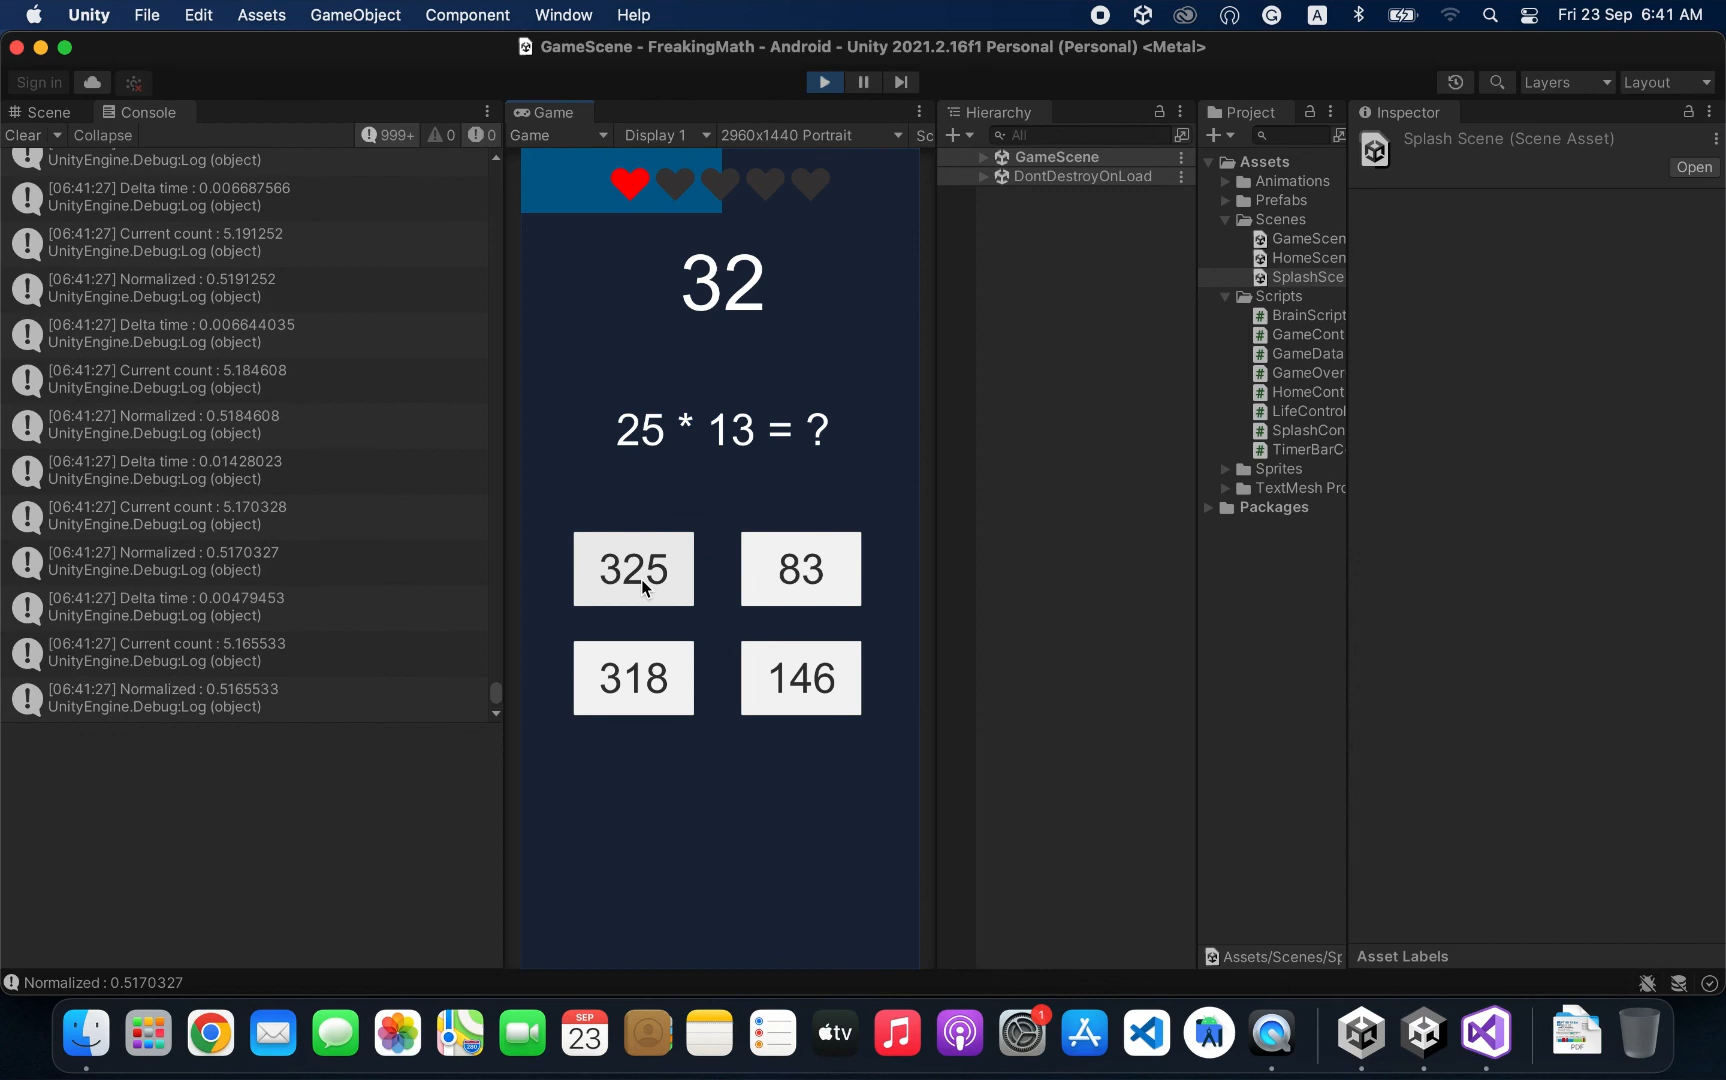 Unity File Edit Assets GameObject Component Window Help A Fri 23 Sep 6:41 AM
GameScene - FreakingMath - Android - Unity 2021.2.16f1 Personal (Personal) <Metal>
Sign in Layers Layout
Scene Console Game Hierarchy Project Inspector
Clear Collapse 999+ 0 0 Game Display 1 2960x1440 Portrait Sc All
Splash Scene (Scene Asset)
Open
UnityEngine.Debug:Log (object)
[06:41:27] Delta time : 0.006687566
UnityEngine.Debug:Log (object)
[06:41:27] Current count : 5.191252
UnityEngine.Debug:Log (object)
[06:41:27] Normalized : 0.5191252
UnityEngine.Debug:Log (object)
[06:41:27] Delta time : 0.006644035
UnityEngine.Debug:Log (object)
[06:41:27] Current count : 5.184608
UnityEngine.Debug:Log (object)
[06:41:27] Normalized : 0.5184608
UnityEngine.Debug:Log (object)
[06:41:27] Delta time : 0.01428023
UnityEngine.Debug:Log (object)
[06:41:27] Current count : 5.170328
UnityEngine.Debug:Log (object)
[06:41:27] Normalized : 0.5170327
UnityEngine.Debug:Log (object)
[06:41:27] Delta time : 0.00479453
UnityEngine.Debug:Log (object)
[06:41:27] Current count : 5.165533
UnityEngine.Debug:Log (object)
[06:41:27] Normalized : 0.5165533
UnityEngine.Debug:Log (object)
32
25 * 13 = ?
325 83
318 146
GameScene
DontDestroyOnLoad
Assets
Animations
Prefabs
Scenes
GameScen
HomeScen
SplashSce
Scripts
BrainScript
GameCont
GameData
GameOver
HomeCont
LifeControl
SplashCon
TimerBarC
Sprites
TextMesh Pro
Packages
Assets/Scenes/Sp
Asset Labels
Normalized : 0.5170327
SEP
23
tv
1
PDF